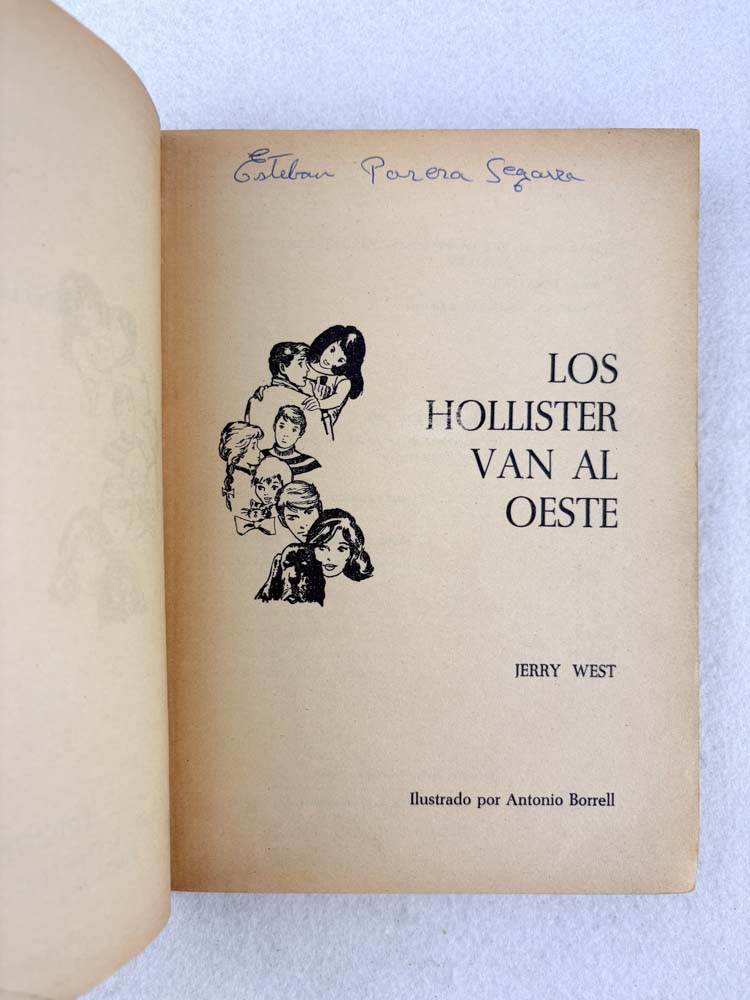 Esteban Parera Segarra
LOS
HOLLISTER
VAN AL
OESTE
JERRY WEST
Ilustrado por Antonio Borrell